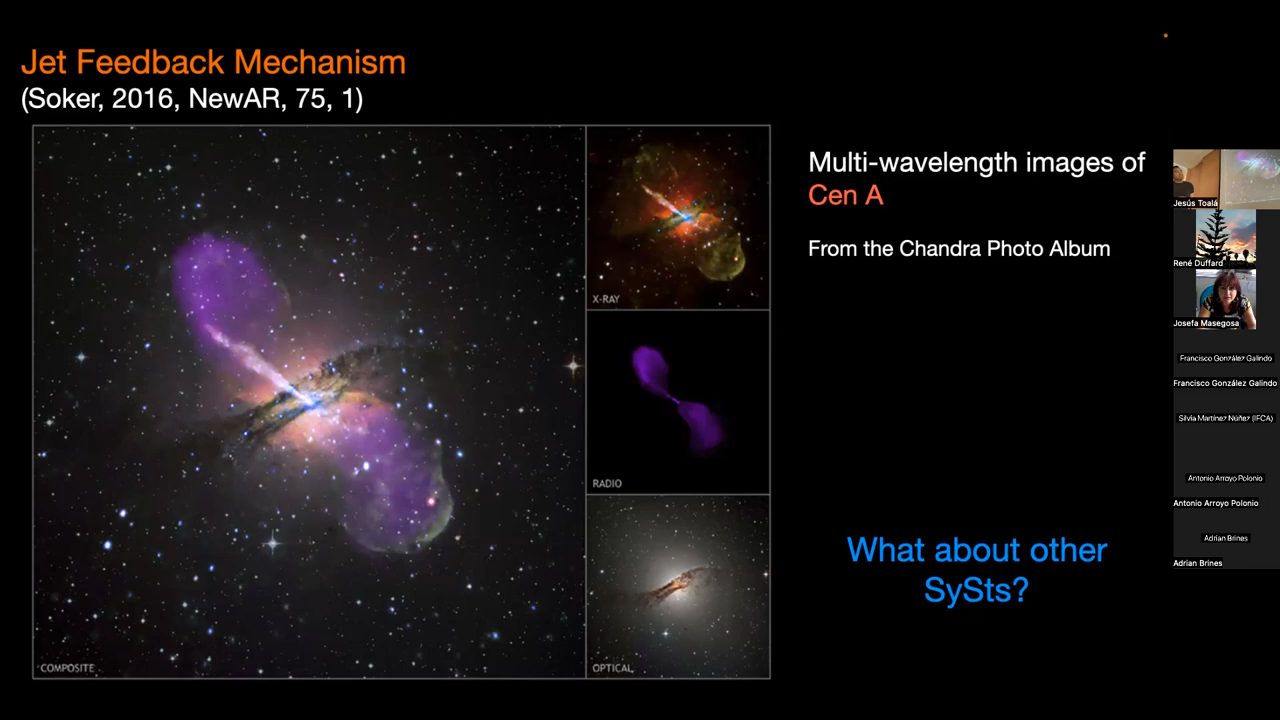 Jet Feedback Mechanism
(Soker, 2016, NewAR, 75, 1)
X-RAY
RADIO
COMPOSITE
OPTICAL
Multi-wavelength images of
Cen A
From the Chandra Photo Album
What about other
SySts?
Jesús Toalá
René Duffard
Josefa Masegosa
Francisco González Galindo
Francisco González Galindo
Silvia Martínez Núñez (IFCA)
Antonio Arroyo Polonio
Antonio Arroyo Polonio
Adrian Brines
Adrian Brines